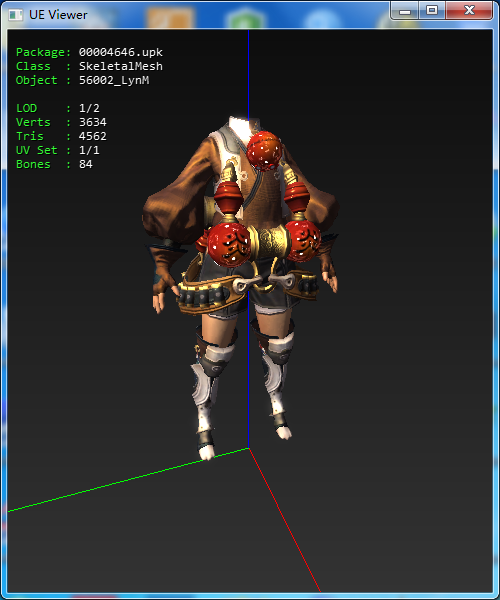 UE Viewer
Package: 00004646.upk
Class : SkeletalMesh
Object : 56002_LynM
LOD : 1/2
Verts : 3634
Tris : 4562
UV Set : 1/1
Bones : 84